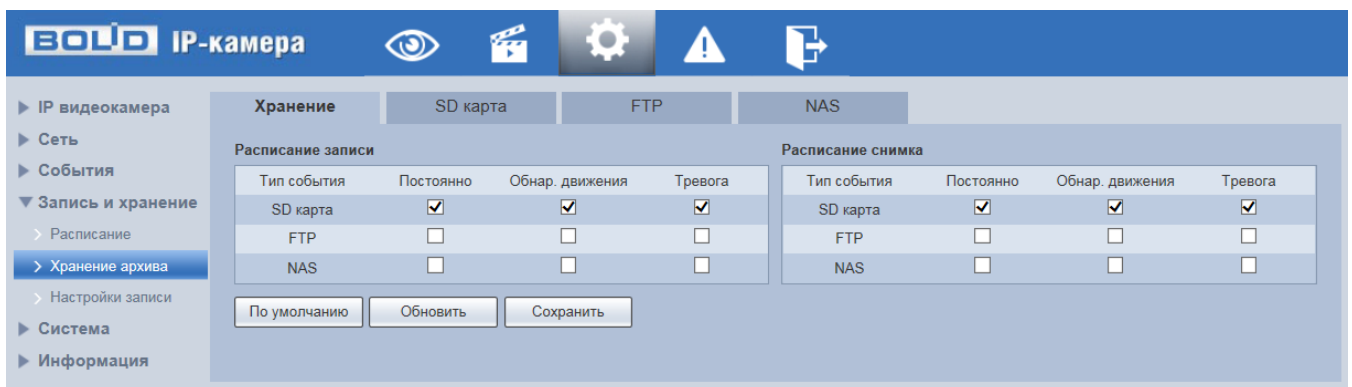 BOLID IP-камера
IP видеокамера
Сеть
События
Запись и хранение
Расписание
Хранение архива
Настройки записи
Система
Информация
Хранение SD карта FTP NAS
Расписание записи
Тип события Постоянно Обнар. движения Тревога
SD карта
FTP
NAS
Расписание снимка
Тип события Постоянно Обнар. движения Тревога
SD карта
FTP
NAS
По умолчанию Обновить Сохранить